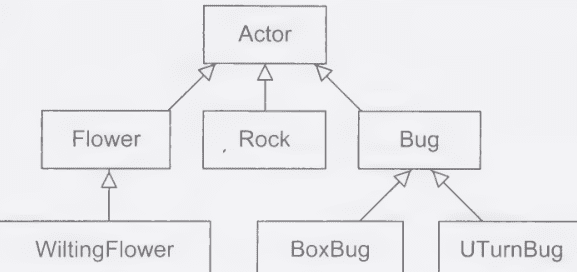 Actor
Flower
Rock
Bug
WiltingFlower
BoxBug
UTurnBug